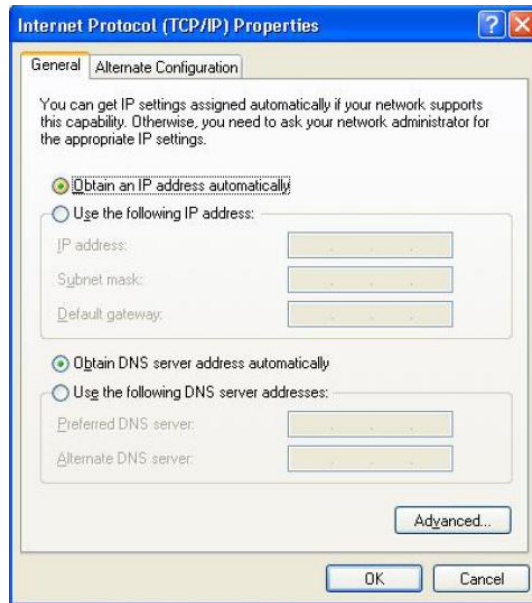 Internet Protocol (TCP/IP) Properties
General
Alternate Configuration
You can get IP settings assigned automatically if your network supports
this capability. Otherwise, you need to ask your network administrator for
the appropriate IP settings.
Obtain an IP address automatically
Use the following IP address:
IP address:
Subnet mask:
Default gateway:
Obtain DNS server address automatically
Use the following DNS server addresses:
Preferred DNS server:
Alternate DNS server:
Advanced...
OK
Cancel